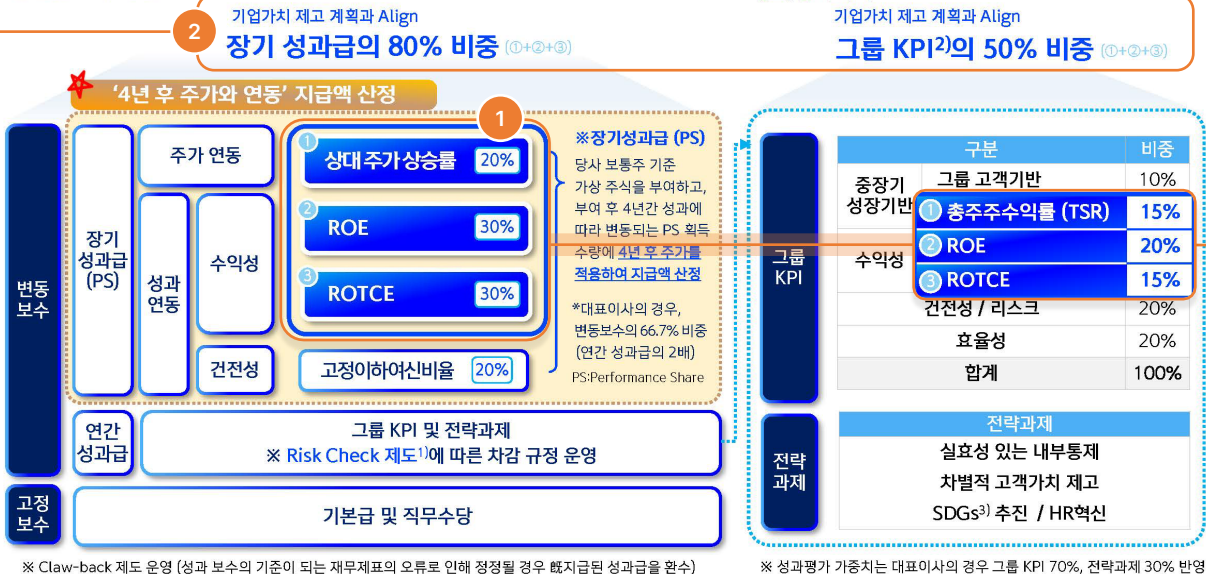 2
기업가치 제고 계획과 Align
장기 성과급의 80% 비중 (①+②+③)
기업가치 제고 계획과 Align
그룹 KPI2)의 50% 비중 (①+②+③)
‘4년 후 주가와 연동’ 지급액 산정
1
변동
보수
장기
성과급
(PS)
주가 연동
성과
연동
수익성
건전성
① 상대 주가 상승률 20%
② ROE 30%
③ ROTCE 30%
고정이하여신비율 20%
※장기성과급 (PS)
당사 보통주 기준
가상 주식을 부여하고,
부여 후 4년간 성과에
따라 변동되는 PS 획득
수량에 4년 후 주가를
적용하여 지급액 산정
*대표이사의 경우,
변동보수의 66.7% 비중
(연간 성과급의 2배)
PS:Performance Share
연간
성과급
그룹 KPI 및 전략과제
※ Risk Check 제도1)에 따른 차감 규정 운영
고정
보수
기본급 및 직무수당
그룹
KPI
구분 비중
중장기
성장기반
그룹 고객기반 10%
① 총주주수익률 (TSR) 15%
수익성
② ROE 20%
③ ROTCE 15%
건전성 / 리스크 20%
효율성 20%
합계 100%
전략
과제
전략과제
실효성 있는 내부통제
차별적 고객가치 제고
SDGs3) 추진 / HR혁신
※ Claw-back 제도 운영 (성과 보수의 기준이 되는 재무제표의 오류로 인해 정정될 경우 旣지급된 성과급을 환수)
※ 성과평가 가중치는 대표이사의 경우 그룹 KPI 70%, 전략과제 30% 반영